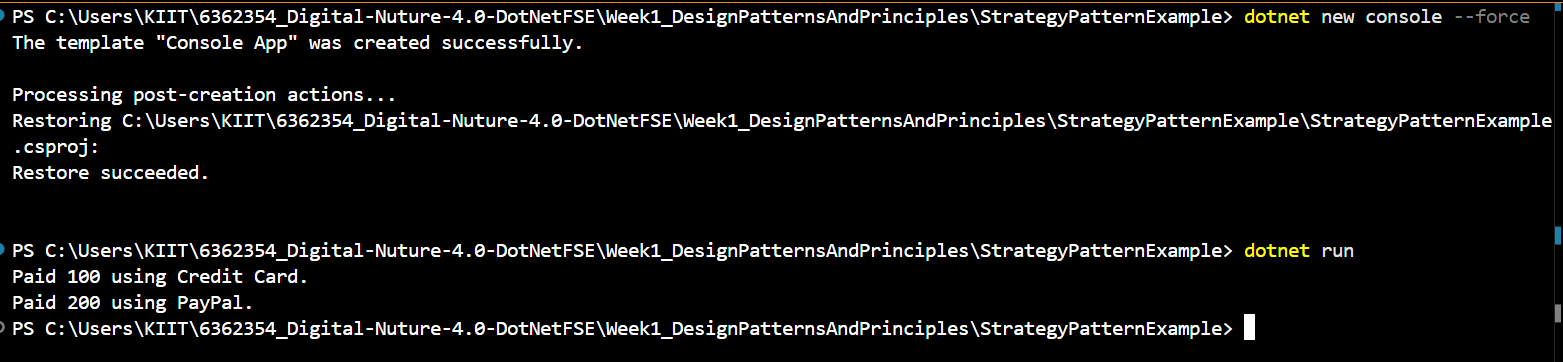 PS C:\Users\KIIT\6362354_Digital-Nuture-4.0-DotNetFSE\Week1_DesignPatternsAndPrinciples\StrategyPatternExample> dotnet new console --force
The template "Console App" was created successfully.
Processing post-creation actions...
Restoring C:\Users\KIIT\6362354_Digital-Nuture-4.0-DotNetFSE\Week1_DesignPatternsAndPrinciples\StrategyPatternExample\StrategyPatternExample
.csproj:
Restore succeeded.
PS C:\Users\KIIT\6362354_Digital-Nuture-4.0-DotNetFSE\Week1_DesignPatternsAndPrinciples\StrategyPatternExample> dotnet run
Paid 100 using Credit Card.
Paid 200 using PayPal.
PS C:\Users\KIIT\6362354_Digital-Nuture-4.0-DotNetFSE\Week1_DesignPatternsAndPrinciples\StrategyPatternExample>